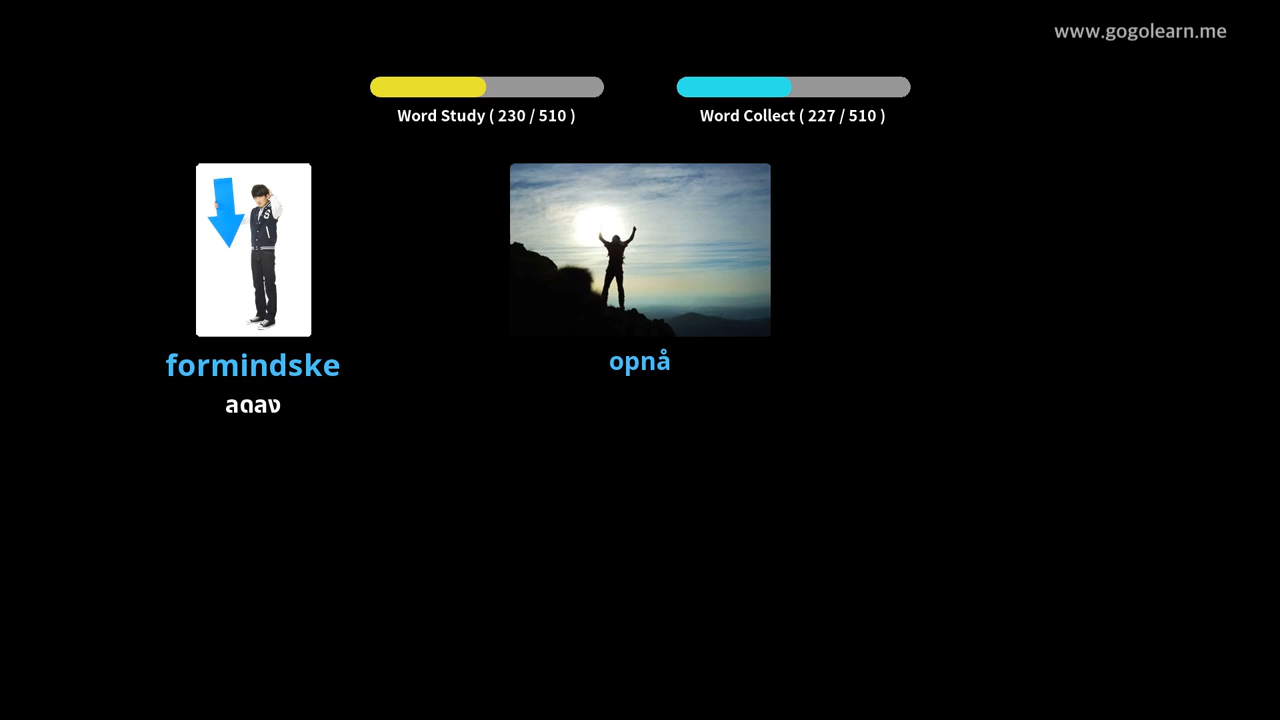 www.gogolearn.me
Word Study ( 230 / 510 )
Word Collect ( 227 / 510 )
S
formindske
ลดลง
opnå